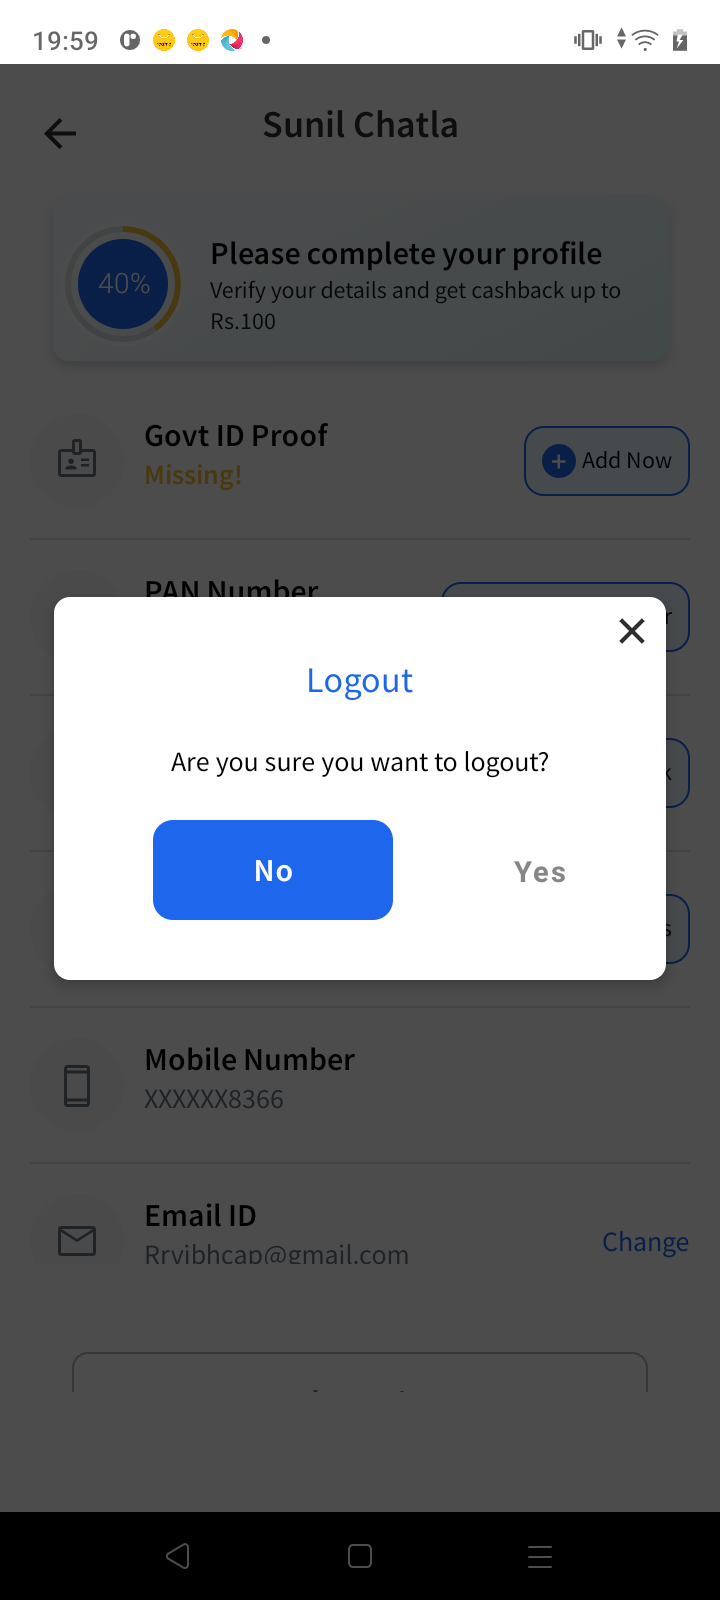 19:59
Sunil Chatla
40%
Please complete your profile
Verify your details and get cashback up to
Rs.100
Govt ID Proof
Missing!
Add Now
PAN Number
Logout
Are you sure you want to logout?
No
Yes
Mobile Number
XXXXXX8366
Email ID
Rrvibhcap@gmail.com
Change